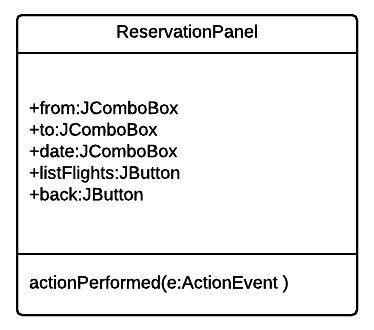 ReservationPanel
+from:JComboBox
+to:JComboBox
+date:JComboBox
+listFlights:JButton
+back:JButton
actionPerformed(e:ActionEvent )